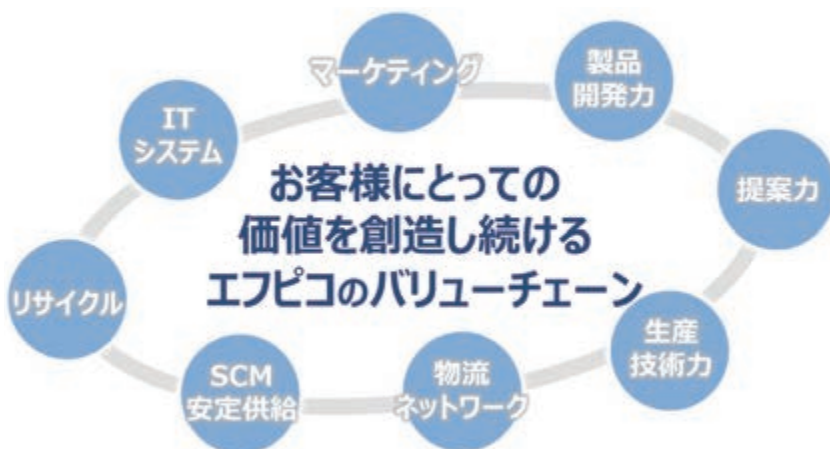 マーケティング
製品
開発力
IT
システム
お客様にとっての
価値を創造し続ける
エフピコのバリューチェーン
提案力
リサイクル
生産
技術力
SCM
安定供給
物流
ネットワーク